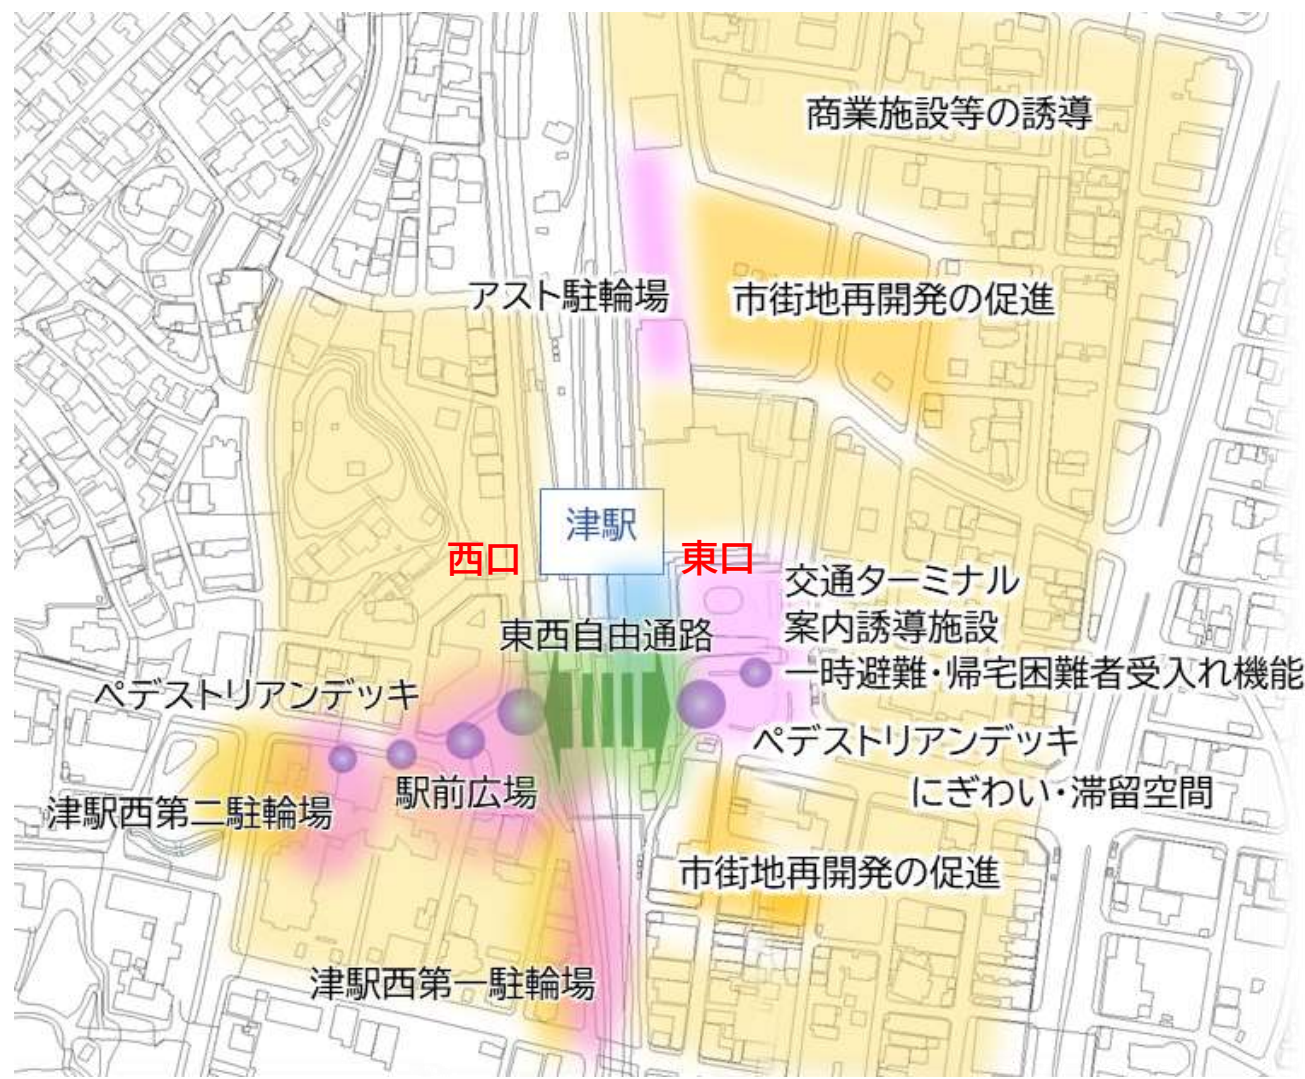 商業施設等の誘導
アスト駐輪場
市街地再開発の促進
津駅
西口
東口
交通ターミナル
案内誘導施設
一時避難・帰宅困難者受入れ機能
東西自由通路
ペデストリアンデッキ
ペデストリアンデッキ
駅前広場
にぎわい・滞留空間
津駅西第二駐輪場
市街地再開発の促進
津駅西第一駐輪場